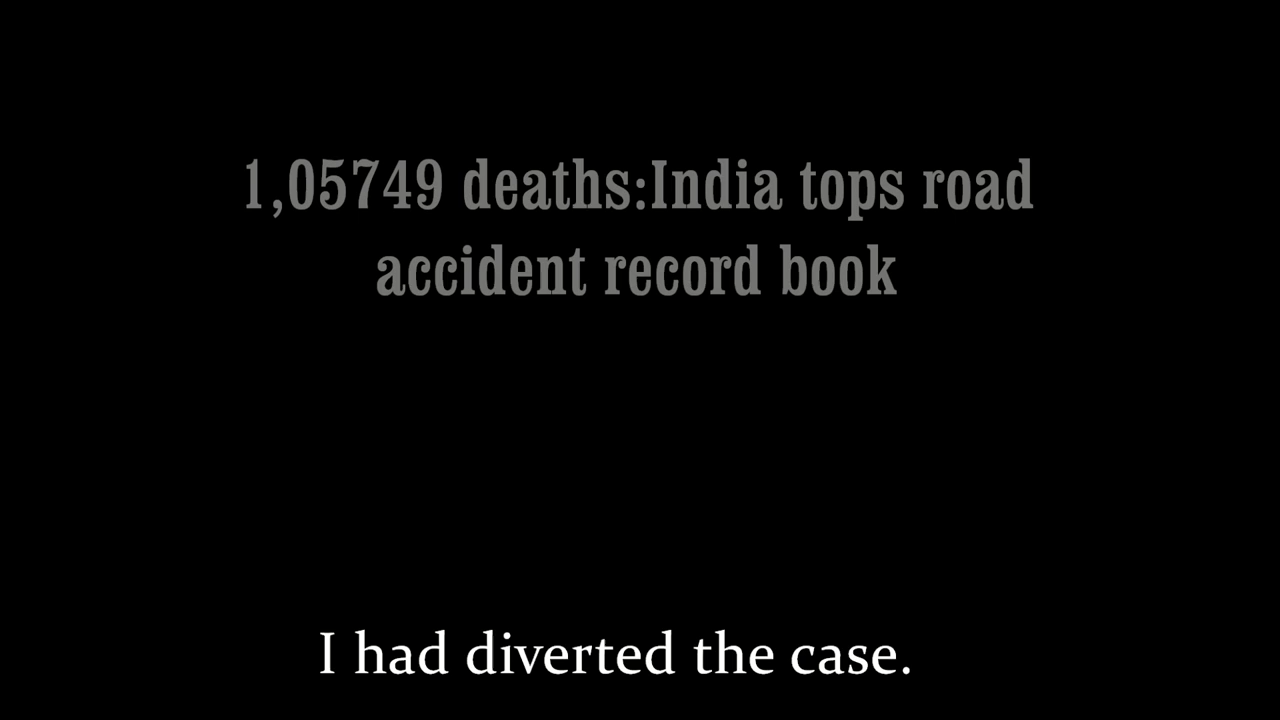 1,05749 deaths:India tops road
accident record book
I had diverted the case.